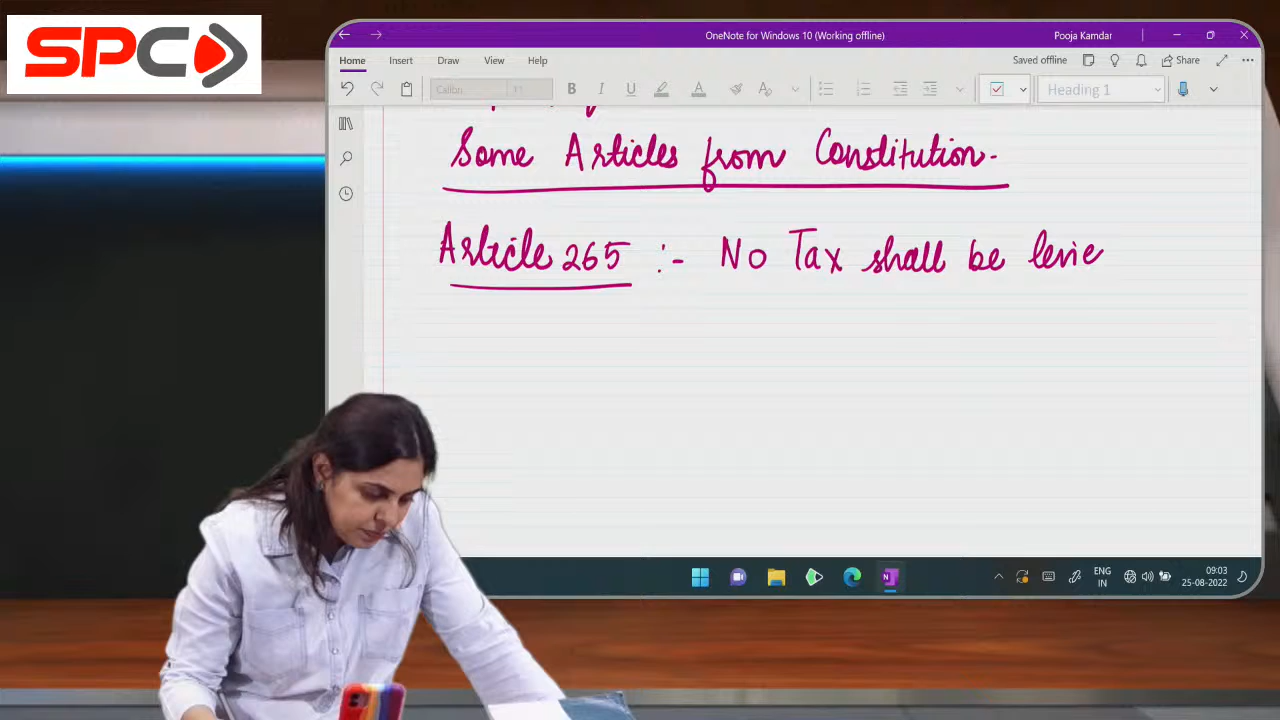 SPC
OneNote for Windows 10 (Working offline)
Pooja Kamdar
Home Insert Draw View Help
Saved offline
Share
B I U A
Heading 1
Some Articles from Constitution.
Article 265 :- No Tax shall be levie
ENG
IN
09:03
25-08-2022